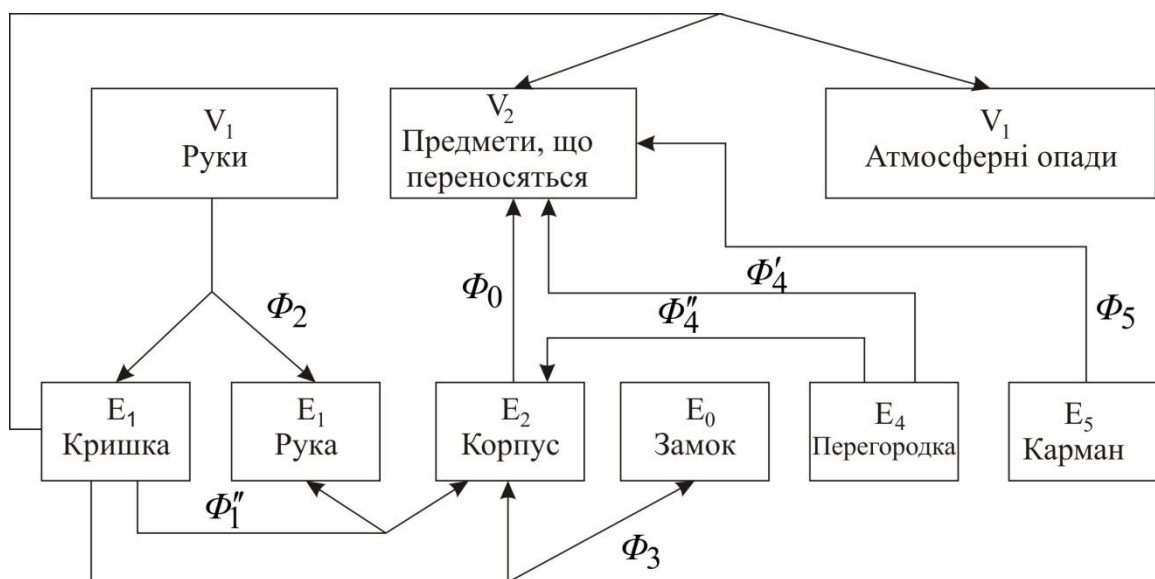 V₁
Руки
V₂
Предмети, що
переносяться
V₁
Атмосферні опади
Φ₂
Φ₀
Φ′₄
Φ″₄
Φ₅
E₁
Кришка
E₁
Рука
E₂
Корпус
E₀
Замок
E₄
Перегородка
E₅
Карман
Φ″₁
Φ₃